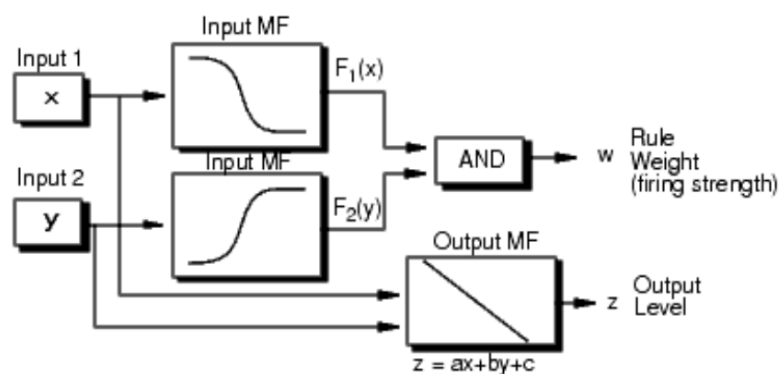 Input MF
Input 1
x
F1(x)
AND
w
Rule
Weight
(firing strength)
Input MF
Input 2
y
F2(y)
Output MF
z
Output
Level
z = ax+by+c